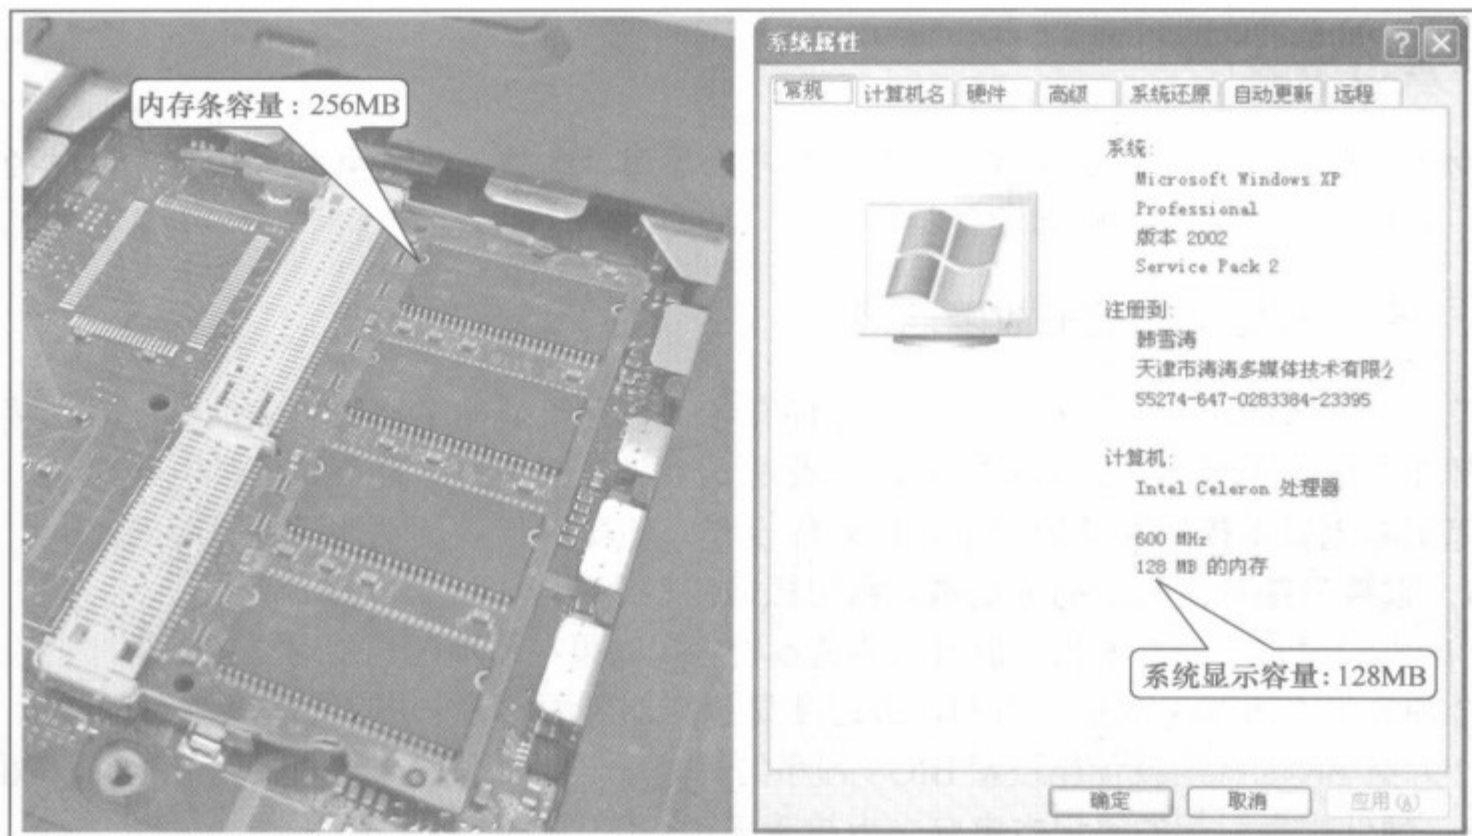 内存条容量：256MB
系统属性
常规 计算机名 硬件 高级 系统还原 自动更新 远程
系统:
Microsoft Windows XP
Professional
版本 2002
Service Pack 2
注册到:
韩雪涛
天津市涛涛多媒体技术有限公
55274-647-0283384-23395
计算机:
Intel Celeron 处理器
600 MHz
128 MB 的内存
系统显示容量：128MB
确定 取消 应用(A)